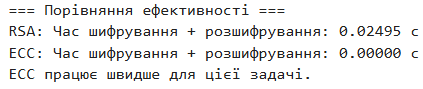 === Порівняння ефективності ===
RSA: Час шифрування + розшифрування: 0.02495 с
ECC: Час шифрування + розшифрування: 0.00000 с
ECC працює швидше для цієї задачі.